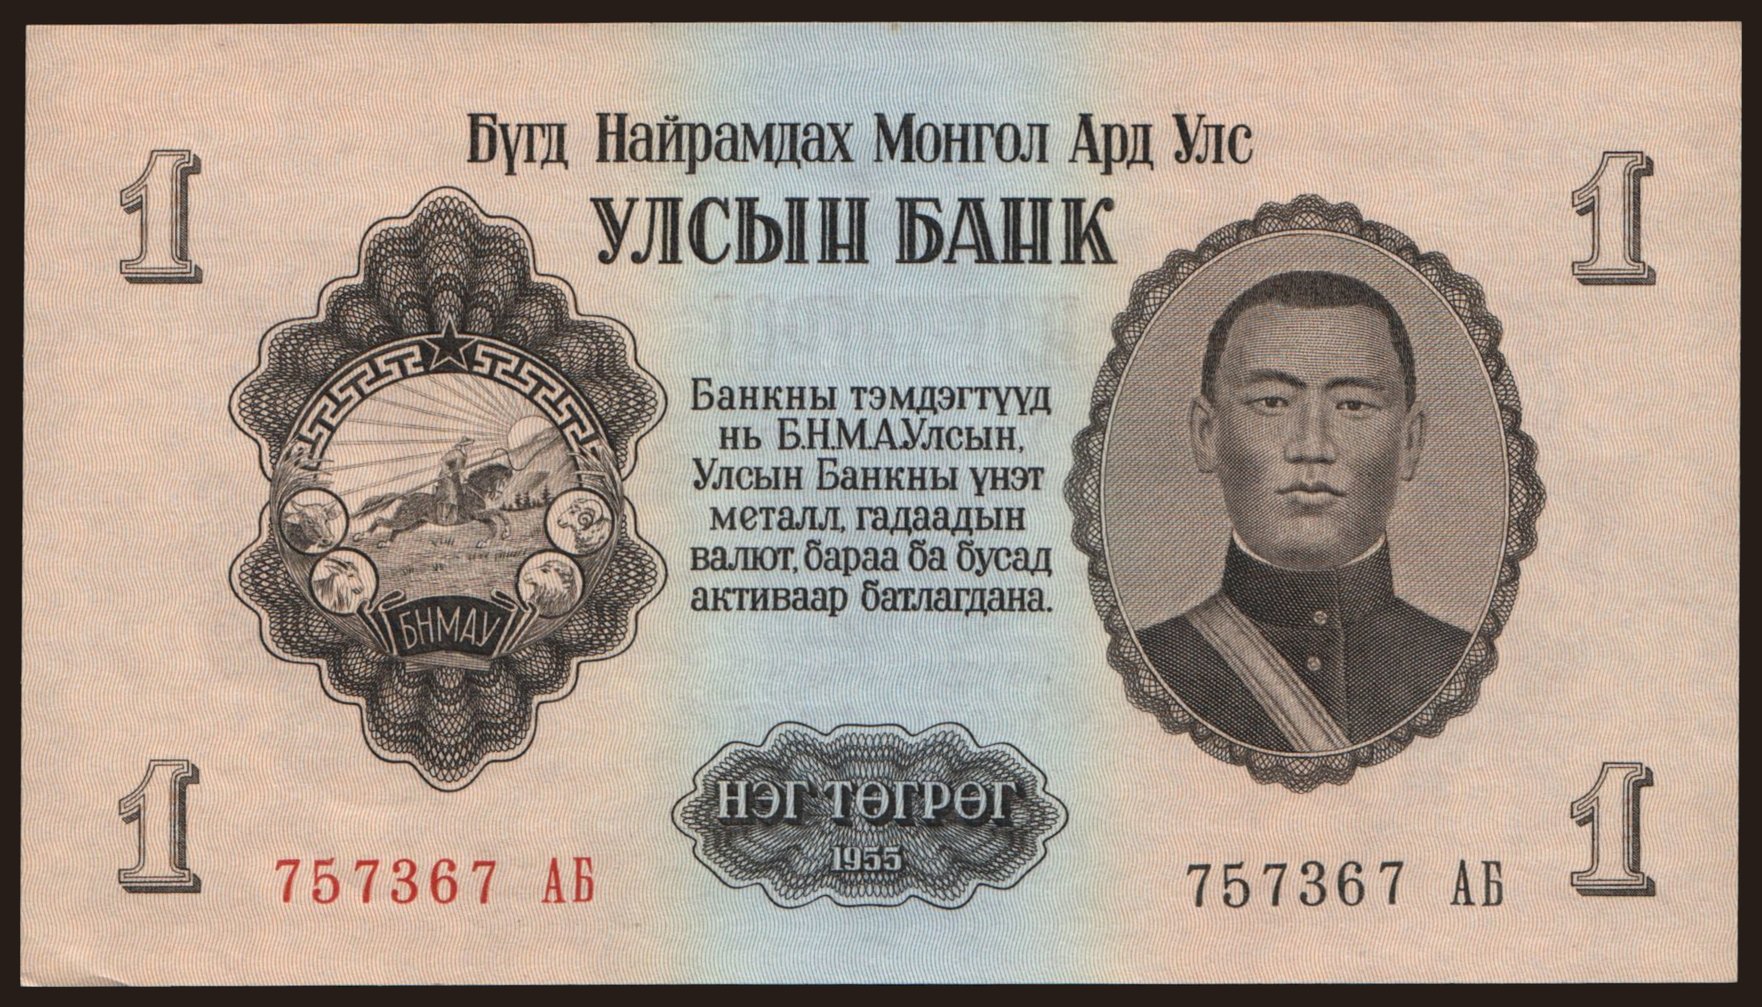 1
1
Бүгд Найрамдах Монгол Ард Улс
УЛСЫН БАНК
Банкны тэмдэгтүүд
нь Б.Н.М.А.Улсын,
Улсын Банкны үнэт
металл, гадаадын
валют, бараа ба бусад
активаар батлагдана.
БНМАУ
НЭГ ТӨГРӨГ
1955
1
757367 АБ
757367 АБ
1